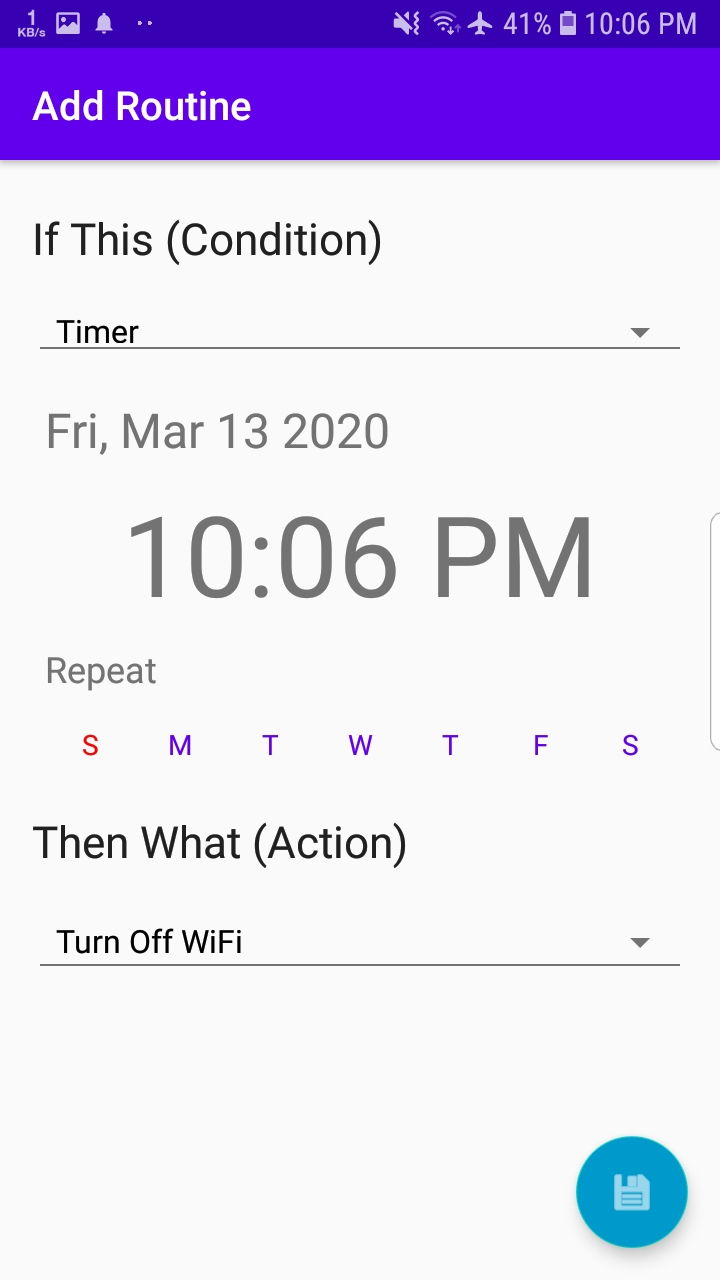 1 KB/s 41% 10:06 PM
Add Routine
If This (Condition)
Timer
Fri, Mar 13 2020
10:06 PM
Repeat
S M T W T F S
Then What (Action)
Turn Off WiFi